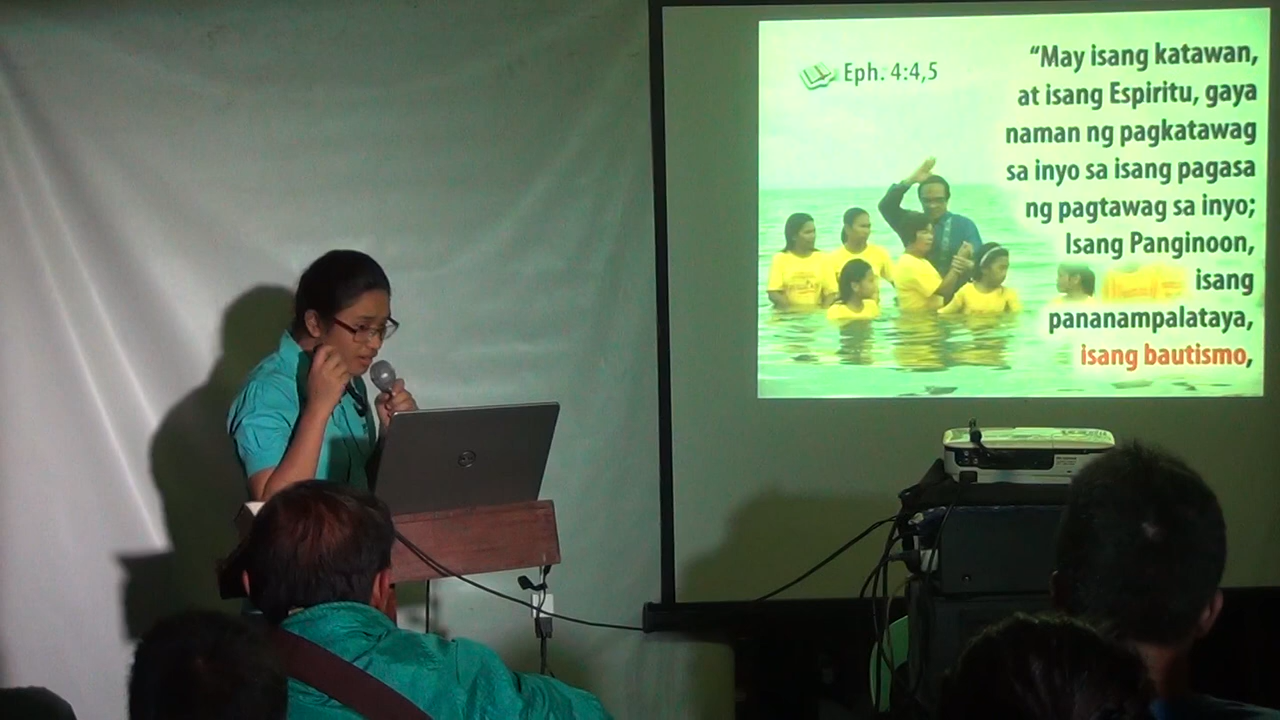 Eph. 4:4,5
“May isang katawan,
at isang Espiritu, gaya
naman ng pagkatawag
sa inyo sa isang pagasa
ng pagtawag sa inyo;
Isang Panginoon,
isang
pananampalataya,
isang bautismo,
DELL